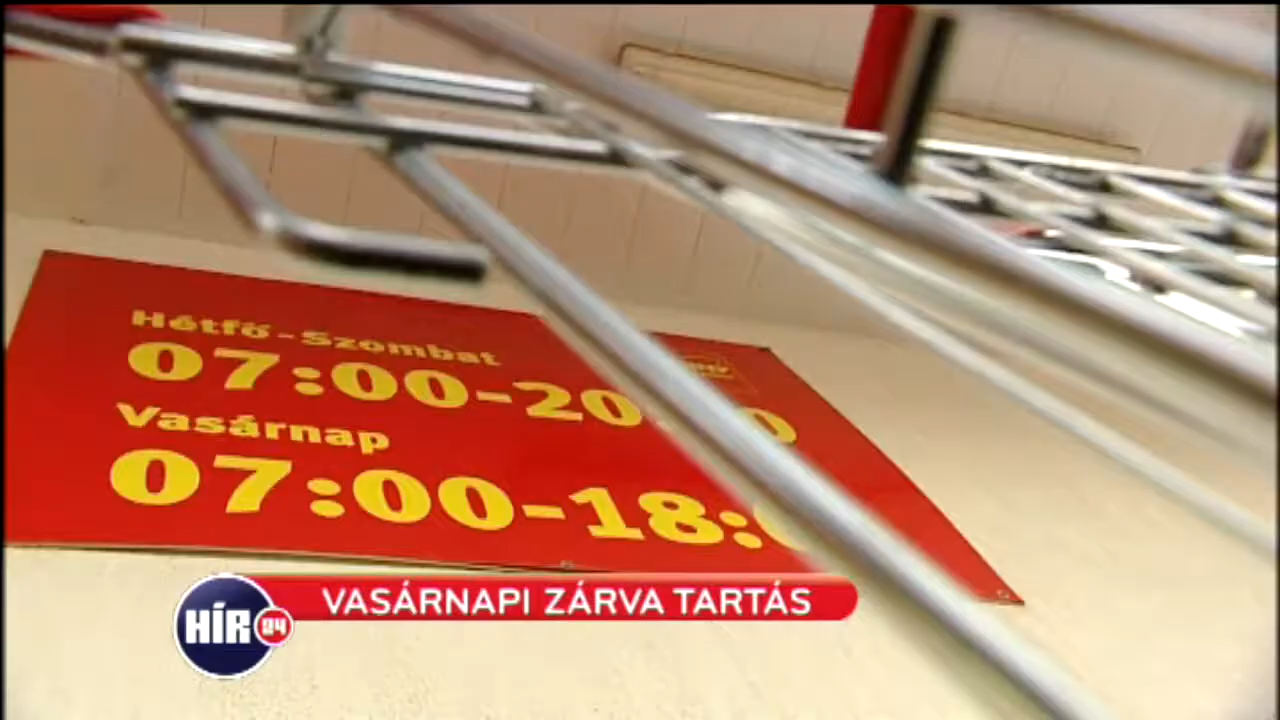 Hétfő - Szombat
07:00-20
Vasárnap
07:00-18:
HÍR 24 VASÁRNAPI ZÁRVA TARTÁS